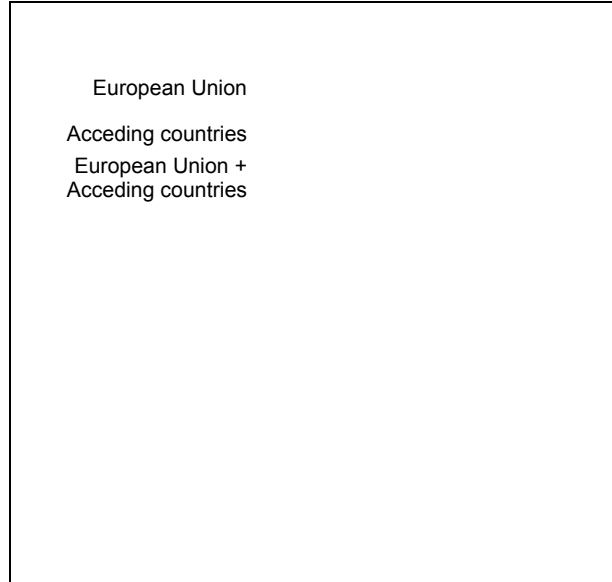 European Union
Acceding countries
European Union +
Acceding countries